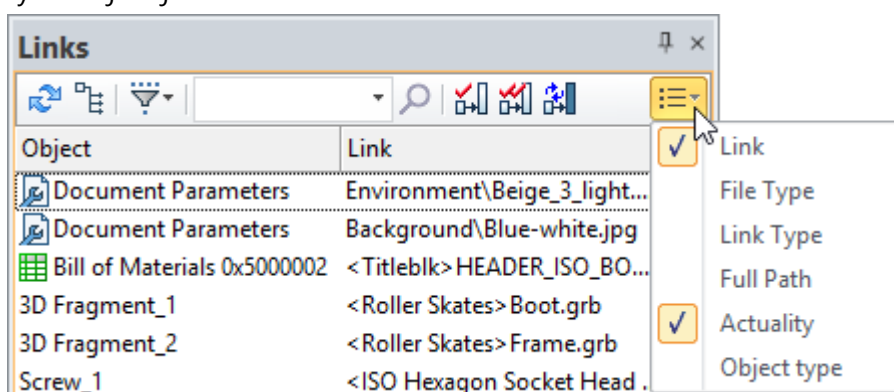 Links
Object Link
Document Parameters Environment\Beige_3_light...
Document Parameters Background\Blue-white.jpg
Bill of Materials 0x5000002 <Titleblk>HEADER_ISO_BO...
3D Fragment_1 <Roller Skates>Boot.grb
3D Fragment_2 <Roller Skates>Frame.grb
Screw_1 <ISO Hexagon Socket Head .
Link
File Type
Link Type
Full Path
Actuality
Object type